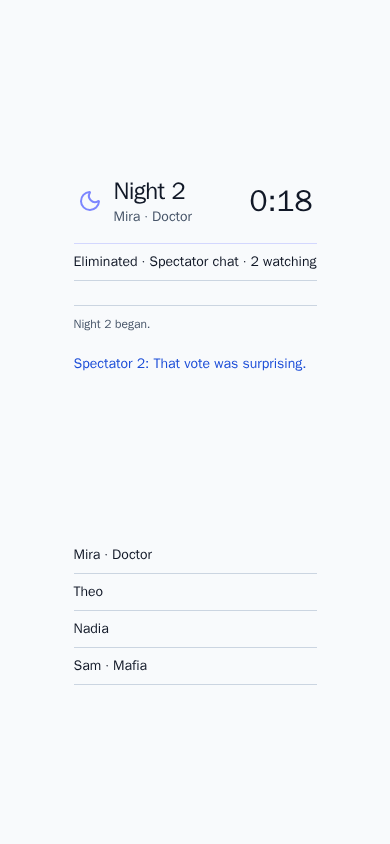 Night 2
Mira · Doctor
0:18
Eliminated · Spectator chat · 2 watching
Night 2 began.
Spectator 2: That vote was surprising.
Mira · Doctor
Theo
Nadia
Sam · Mafia